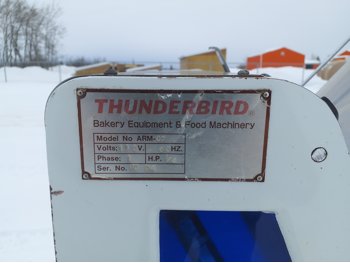 THUNDERBIRD
Bakery Equipment & Food Machinery
Model No ARM-
Volts: V. HZ.
Phase: H.P.
Ser. No.